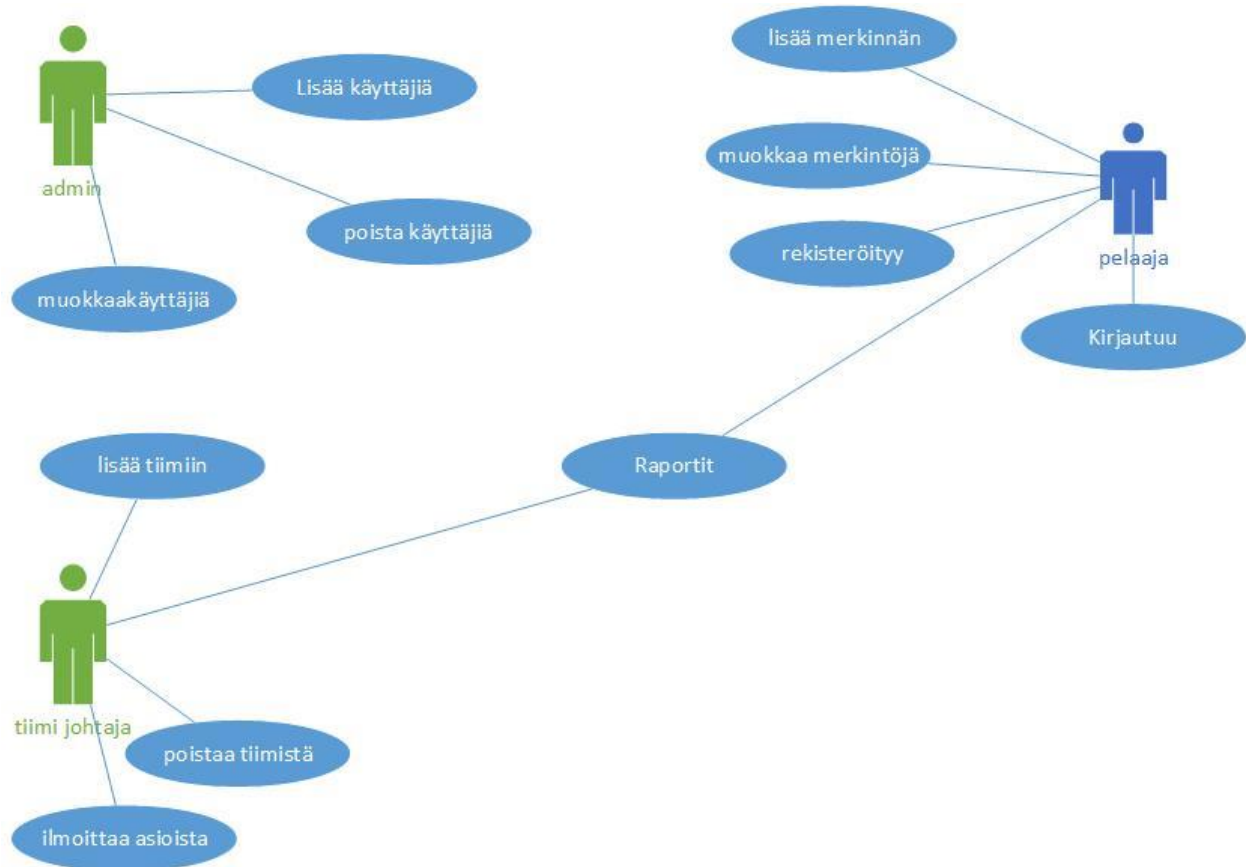 lisää merkinnän
Lisää käyttäjiä
muokkaa merkintöjä
admin
poista käyttäjiä
rekisteröityy
pelaaja
muokkaakäyttäjiä
Kirjautuu
lisää tiimiin
Raportit
tiimi johtaja
poistaa tiimistä
ilmoittaa asioista